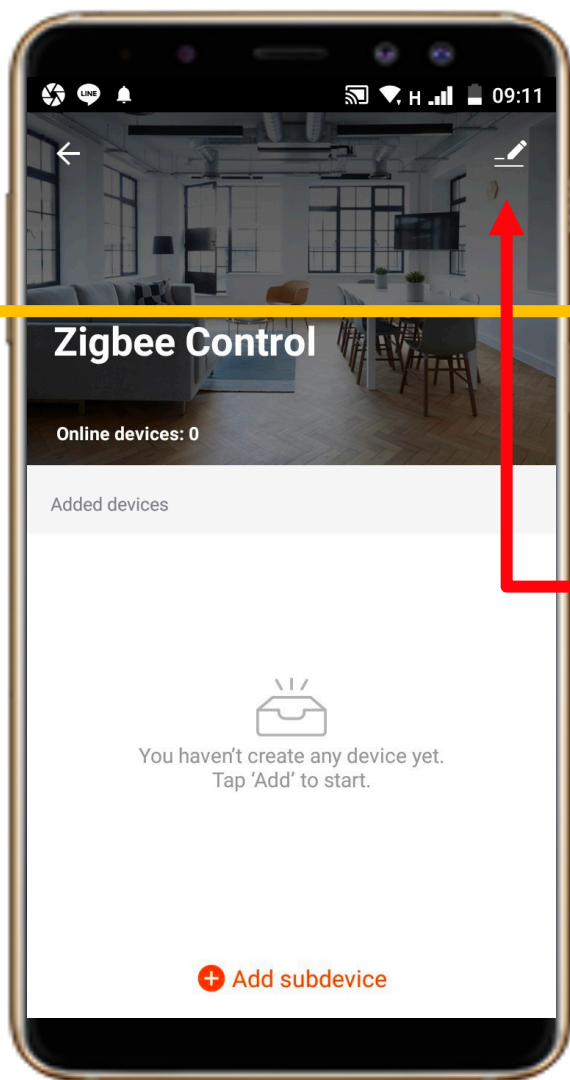 LINE
H
09:11
Zigbee Control
Online devices: 0
Added devices
You haven't create any device yet.
Tap ‘Add’ to start.
Add subdevice